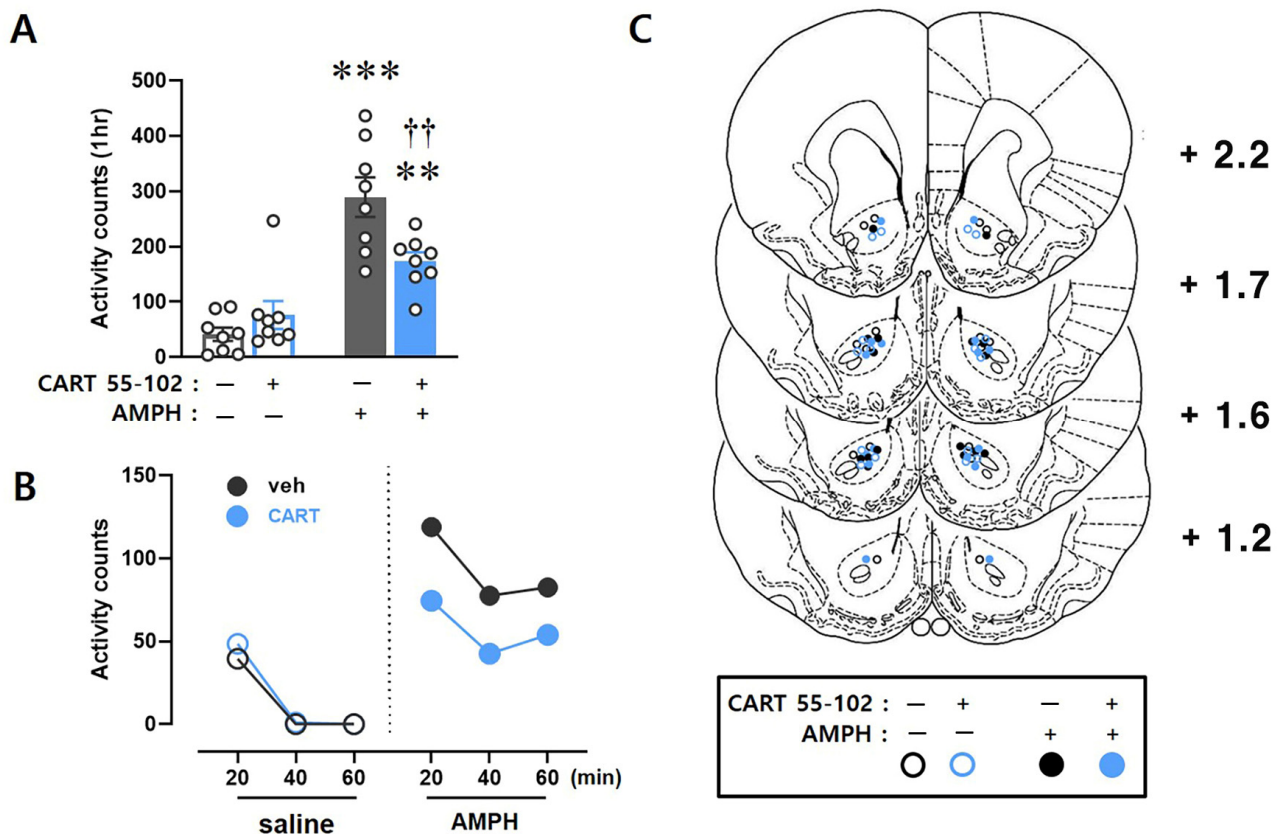 A
Activity counts (1hr)
500
400
300
200
100
0
***
††
**
CART 55-102 : — + — +
AMPH : — — + +
B
Activity counts
150
100
50
0
veh
CART
20 40 60 20 40 60 (min)
saline AMPH
C
+ 2.2
+ 1.7
+ 1.6
+ 1.2
CART 55-102 : — + — +
AMPH : — — + +